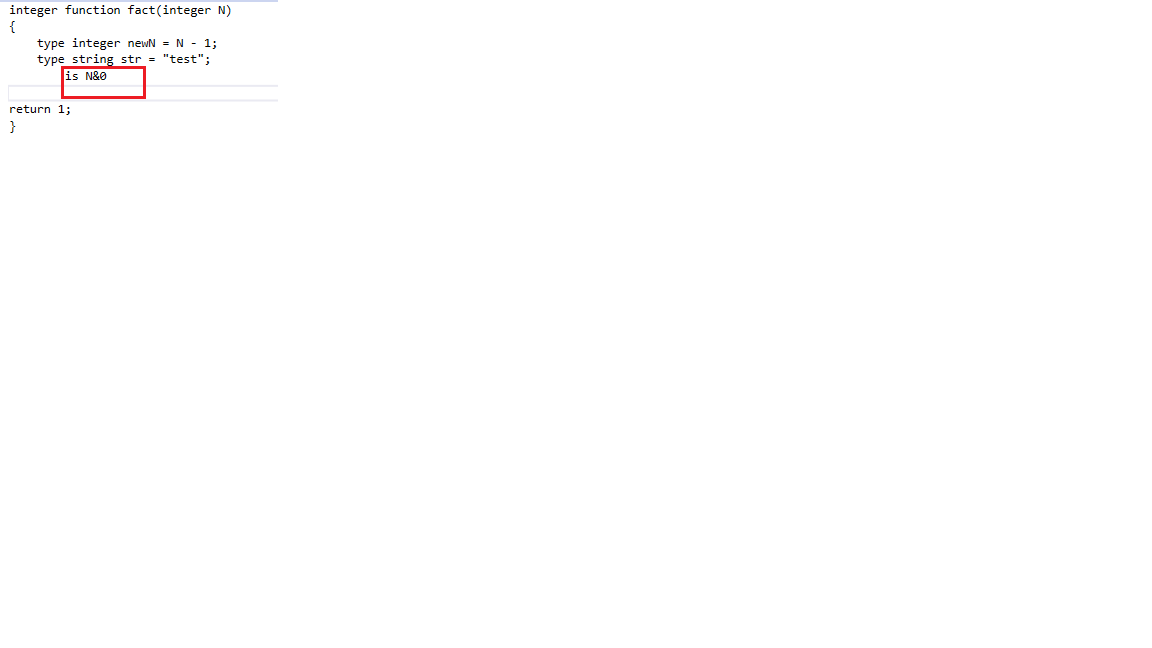 integer function fact(integer N)
{
type integer newN = N - 1;
type string str = "test";
is N&0
return 1;
}